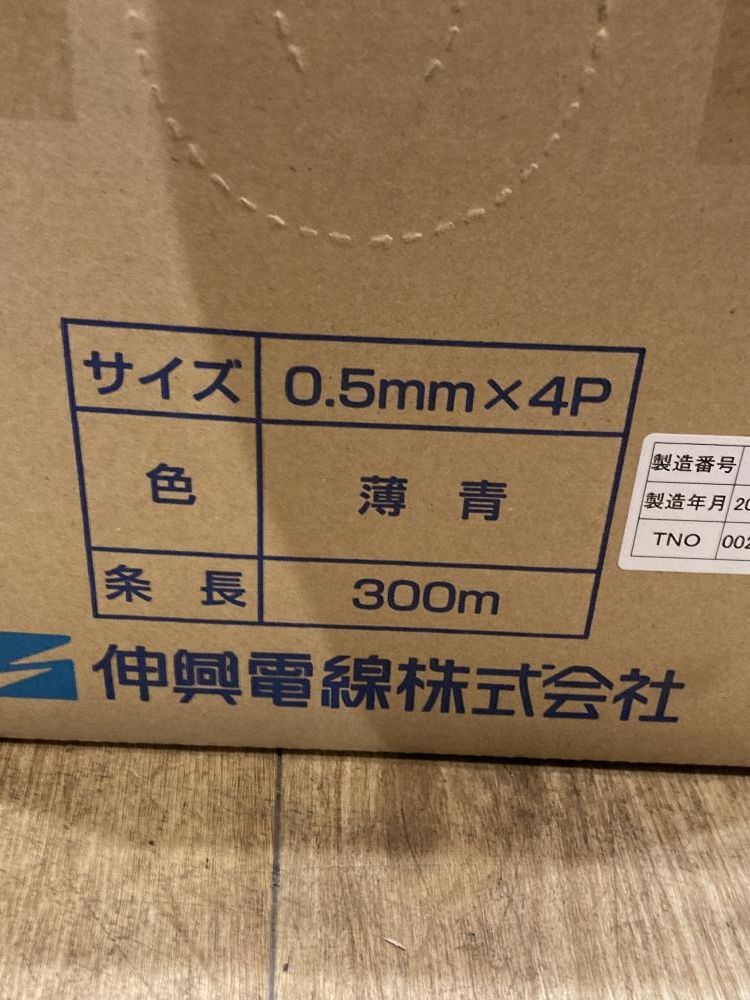 サイズ 0.5mm×4P
色 薄 青
条 長 300m
伸興電線株式会社
製造番号
製造年月 20
TNO 002